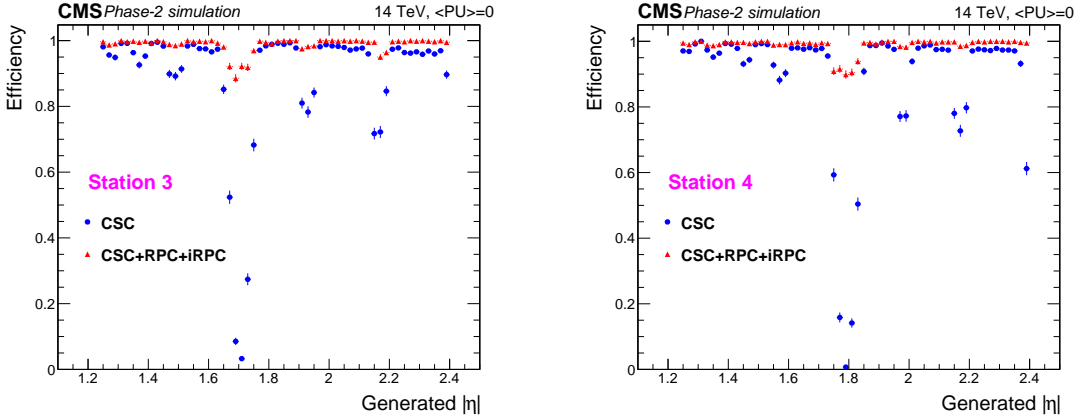 CMS Phase-2 simulation 14 TeV, <PU>=0
Efficiency
1
0.8
0.6
0.4
0.2
0
Station 3
CSC
CSC+RPC+iRPC
1.2 1.4 1.6 1.8 2 2.2 2.4
Generated |η|
CMS Phase-2 simulation 14 TeV, <PU>=0
Efficiency
1
0.8
0.6
0.4
0.2
0
Station 4
CSC
CSC+RPC+iRPC
1.2 1.4 1.6 1.8 2 2.2 2.4
Generated |η|